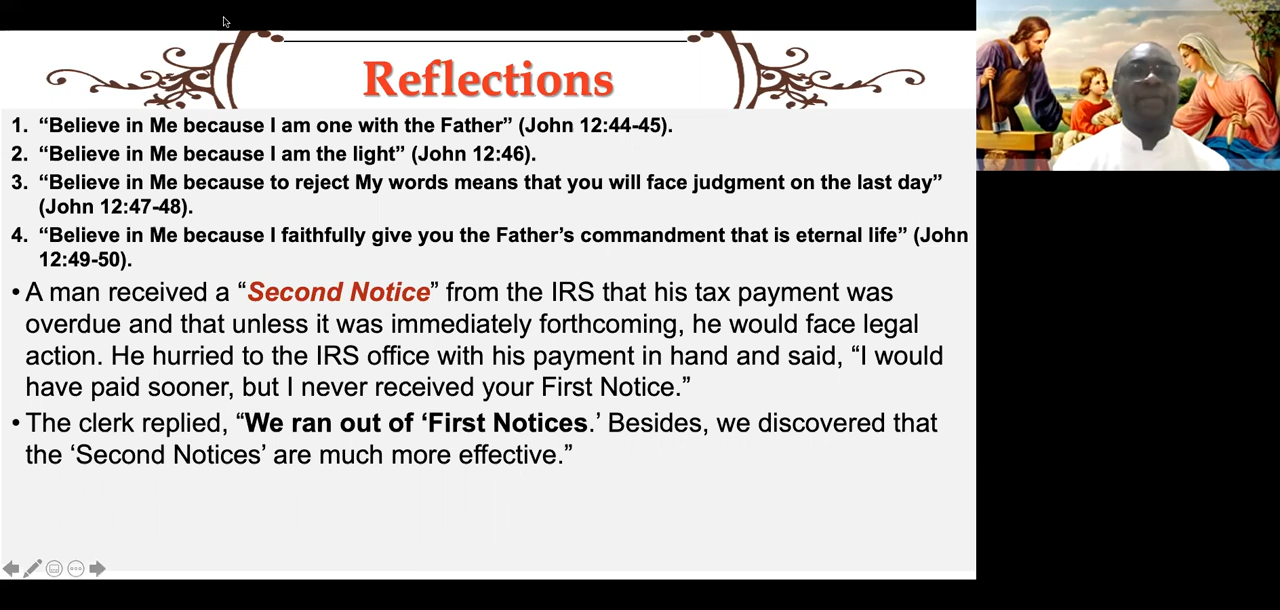 Reflections
1. “Believe in Me because I am one with the Father” (John 12:44-45).
2. “Believe in Me because I am the light” (John 12:46).
3. “Believe in Me because to reject My words means that you will face judgment on the last day”
(John 12:47-48).
4. “Believe in Me because I faithfully give you the Father’s commandment that is eternal life” (John
12:49-50).
• A man received a “Second Notice” from the IRS that his tax payment was
overdue and that unless it was immediately forthcoming, he would face legal
action. He hurried to the IRS office with his payment in hand and said, “I would
have paid sooner, but I never received your First Notice.”
• The clerk replied, “We ran out of ‘First Notices.’ Besides, we discovered that
the ‘Second Notices’ are much more effective.”